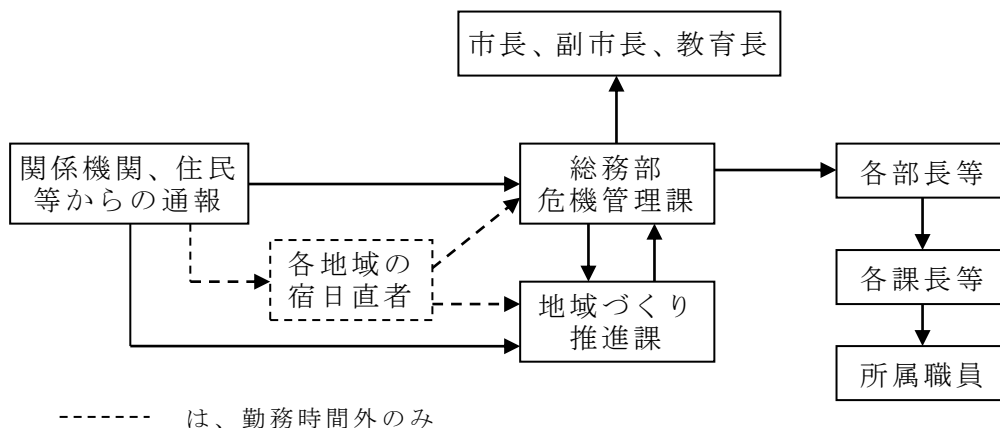 市長、副市長、教育長
関係機関、住民
等からの通報
総務部
危機管理課
各部長等
各地域の
宿日直者
地域づくり
推進課
各課長等
所属職員
は、勤務時間外のみ